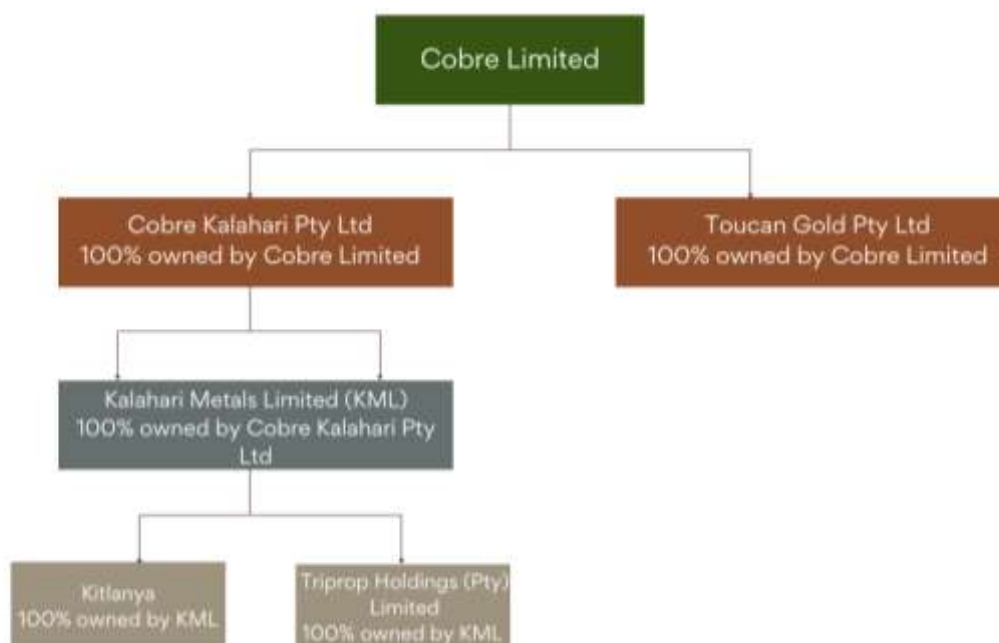 Cobre Limited
Cobre Kalahari Pty Ltd
100% owned by Cobre Limited
Toucan Gold Pty Ltd
100% owned by Cobre Limited
Kalahari Metals Limited (KML)
100% owned by Cobre Kalahari Pty
Ltd
Kitlanya
100% owned by KML
Triprop Holdings (Pty)
Limited
100% owned by KML